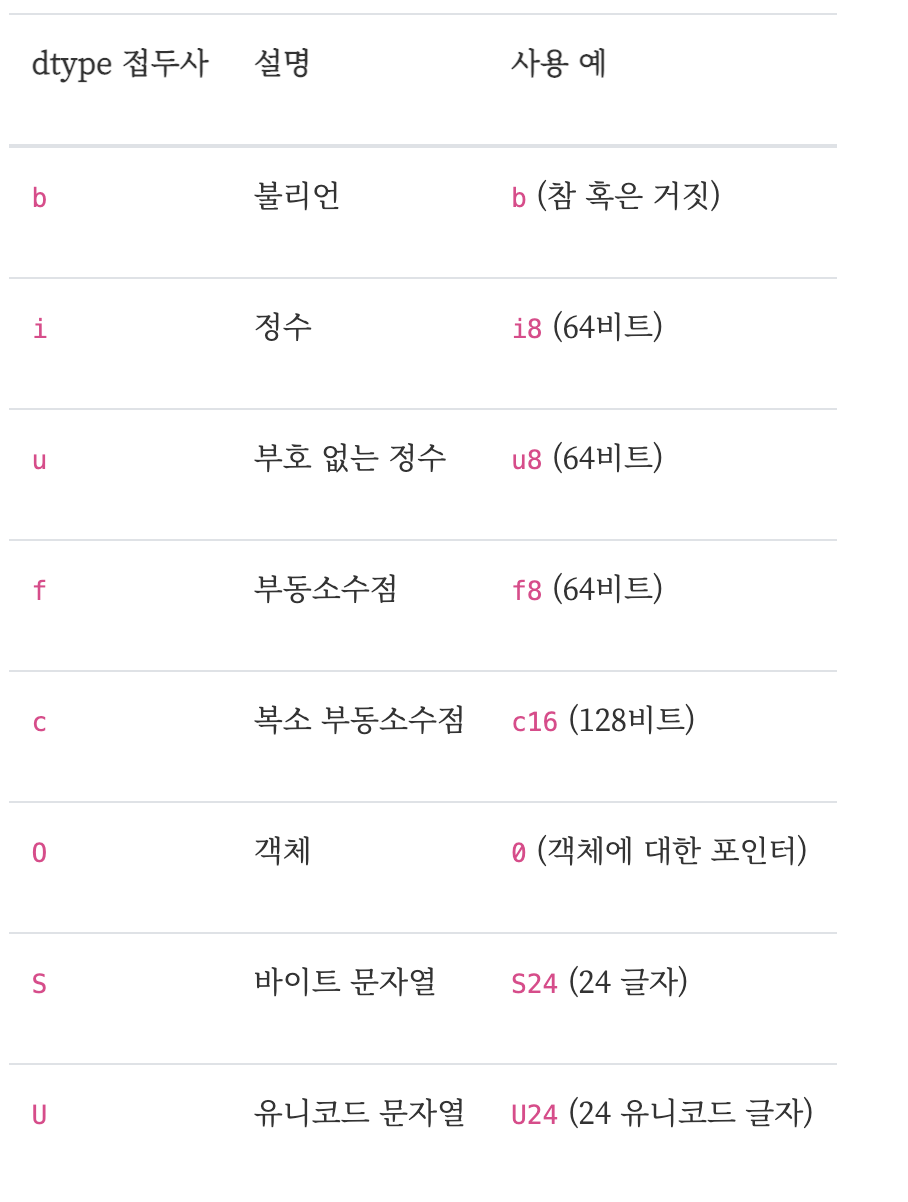 dtype 접두사 설명 사용 예
b 불리언 b (참 혹은 거짓)
i 정수 i8 (64비트)
u 부호 없는 정수 u8 (64비트)
f 부동소수점 f8 (64비트)
c 복소 부동소수점 c16 (128비트)
O 객체 0 (객체에 대한 포인터)
S 바이트 문자열 S24 (24 글자)
U 유니코드 문자열 U24 (24 유니코드 글자)